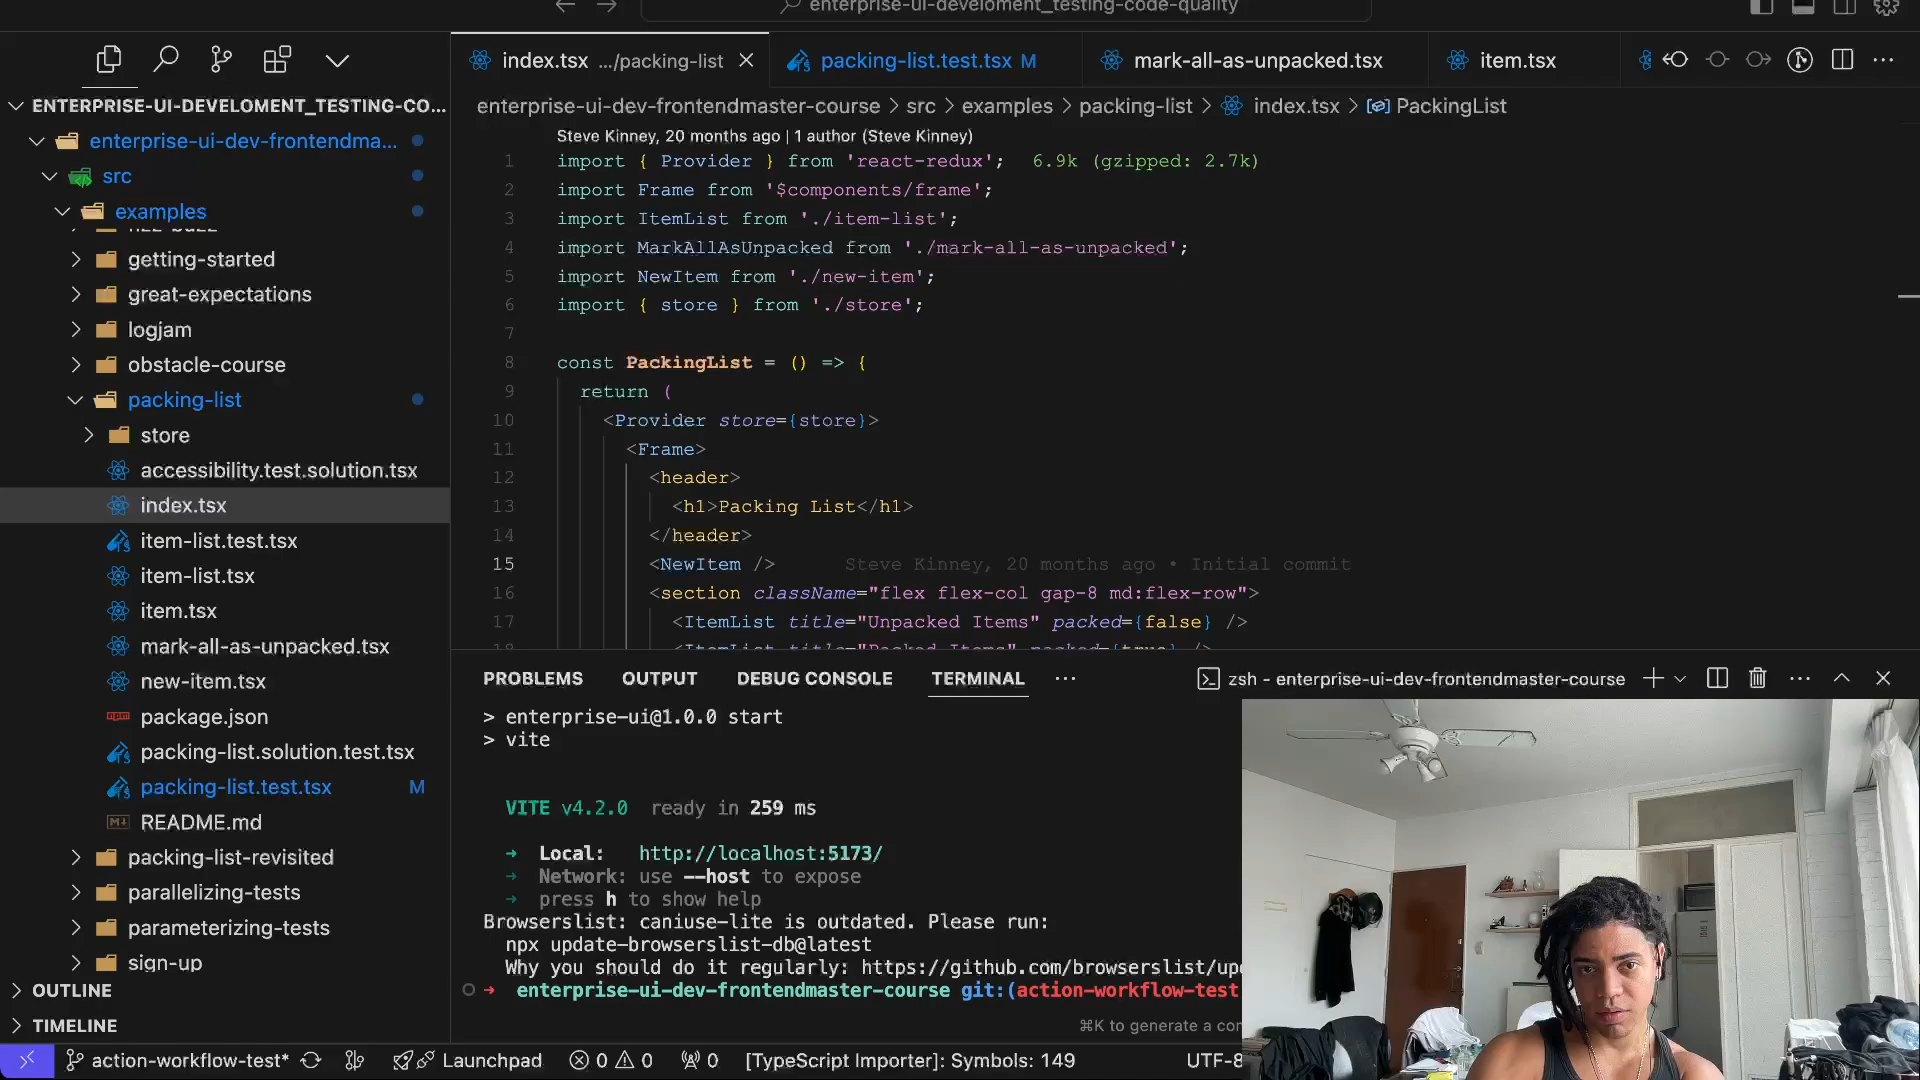 enterprise-ui-develoment_testing-code-quality
index.tsx .../packing-list
packing-list.test.tsx M
mark-all-as-unpacked.tsx
item.tsx
ENTERPRISE-UI-DEVELOMENT_TESTING-CO...
enterprise-ui-dev-frontendma...
src
examples
getting-started
great-expectations
logjam
obstacle-course
packing-list
store
accessibility.test.solution.tsx
index.tsx
item-list.test.tsx
item-list.tsx
item.tsx
mark-all-as-unpacked.tsx
new-item.tsx
package.json
packing-list.solution.test.tsx
packing-list.test.tsx M
README.md
packing-list-revisited
parallelizing-tests
parameterizing-tests
sign-up
OUTLINE
TIMELINE
enterprise-ui-dev-frontendmaster-course > src > examples > packing-list > index.tsx > PackingList
Steve Kinney, 20 months ago | 1 author (Steve Kinney)
1 import { Provider } from 'react-redux'; 6.9k (gzipped: 2.7k)
2 import Frame from '$components/frame';
3 import ItemList from './item-list';
4 import MarkAllAsUnpacked from './mark-all-as-unpacked';
5 import NewItem from './new-item';
6 import { store } from './store';
7
8 const PackingList = () => {
9 return (
10 <Provider store={store}>
11 <Frame>
12 <header>
13 <h1>Packing List</h1>
14 </header>
15 <NewItem /> Steve Kinney, 20 months ago • Initial commit
16 <section className="flex flex-col gap-8 md:flex-row">
17 <ItemList title="Unpacked Items" packed={false} />
18 <ItemList title="Packed Items" packed={true} />
PROBLEMS OUTPUT DEBUG CONSOLE TERMINAL
zsh - enterprise-ui-dev-frontendmaster-course
> enterprise-ui@1.0.0 start
> vite
VITE v4.2.0 ready in 259 ms
➜ Local: http://localhost:5173/
➜ Network: use --host to expose
➜ press h to show help
Browserslist: caniuse-lite is outdated. Please run:
npx update-browserslist-db@latest
Why you should do it regularly: https://github.com/browserslist/up
➜ enterprise-ui-dev-frontendmaster-course git:(action-workflow-test
⌘K to generate a co
action-workflow-test* Launchpad 0 0 0 [TypeScript Importer]: Symbols: 149 UTF-8